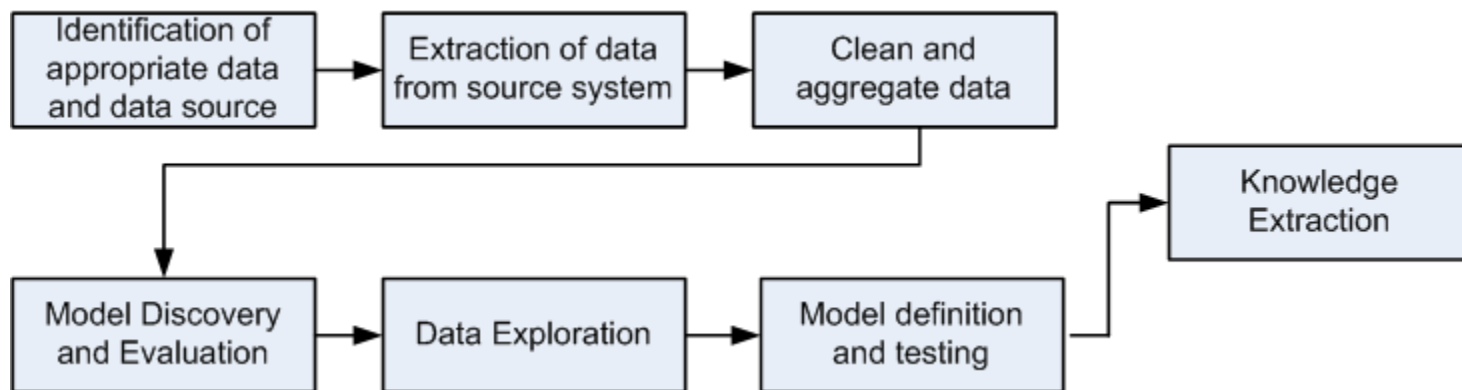 Identification of
appropriate data
and data source
Extraction of data
from source system
Clean and
aggregate data
Model Discovery
and Evaluation
Data Exploration
Model definition
and testing
Knowledge
Extraction